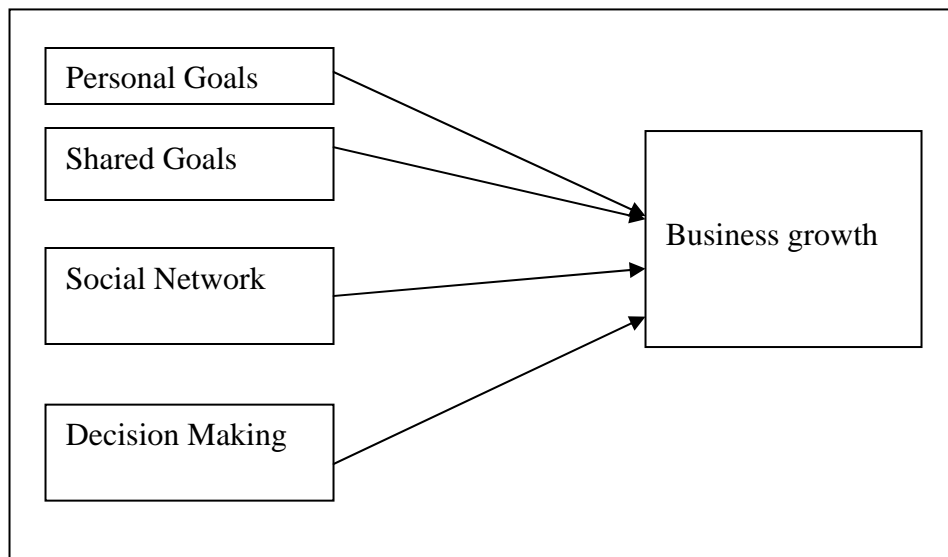 Personal Goals
Shared Goals
Social Network
Decision Making
Business growth